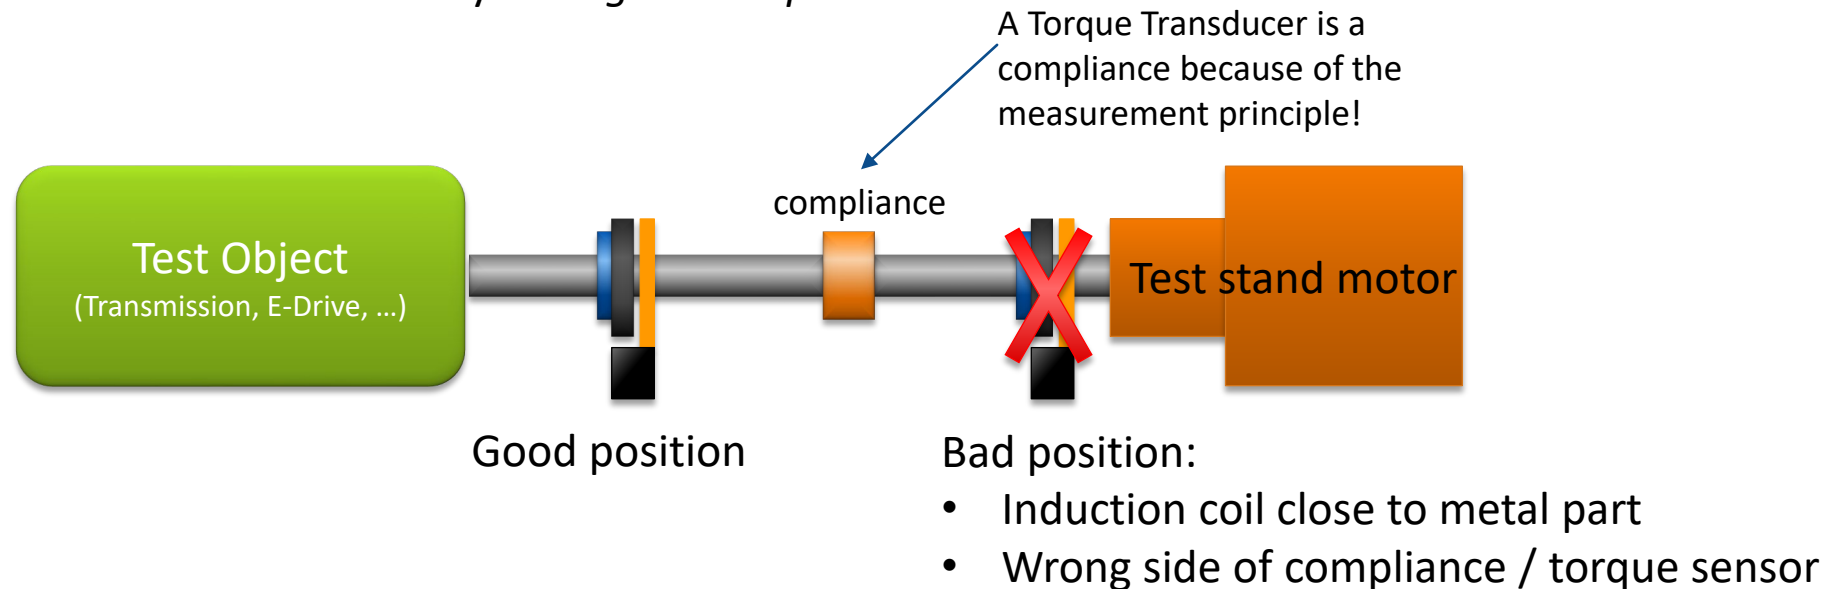 A Torque Transducer is a
compliance because of the
measurement principle!
compliance
Test Object
(Transmission, E-Drive, …)
Test stand motor
Good position
Bad position:
• Induction coil close to metal part
• Wrong side of compliance / torque sensor